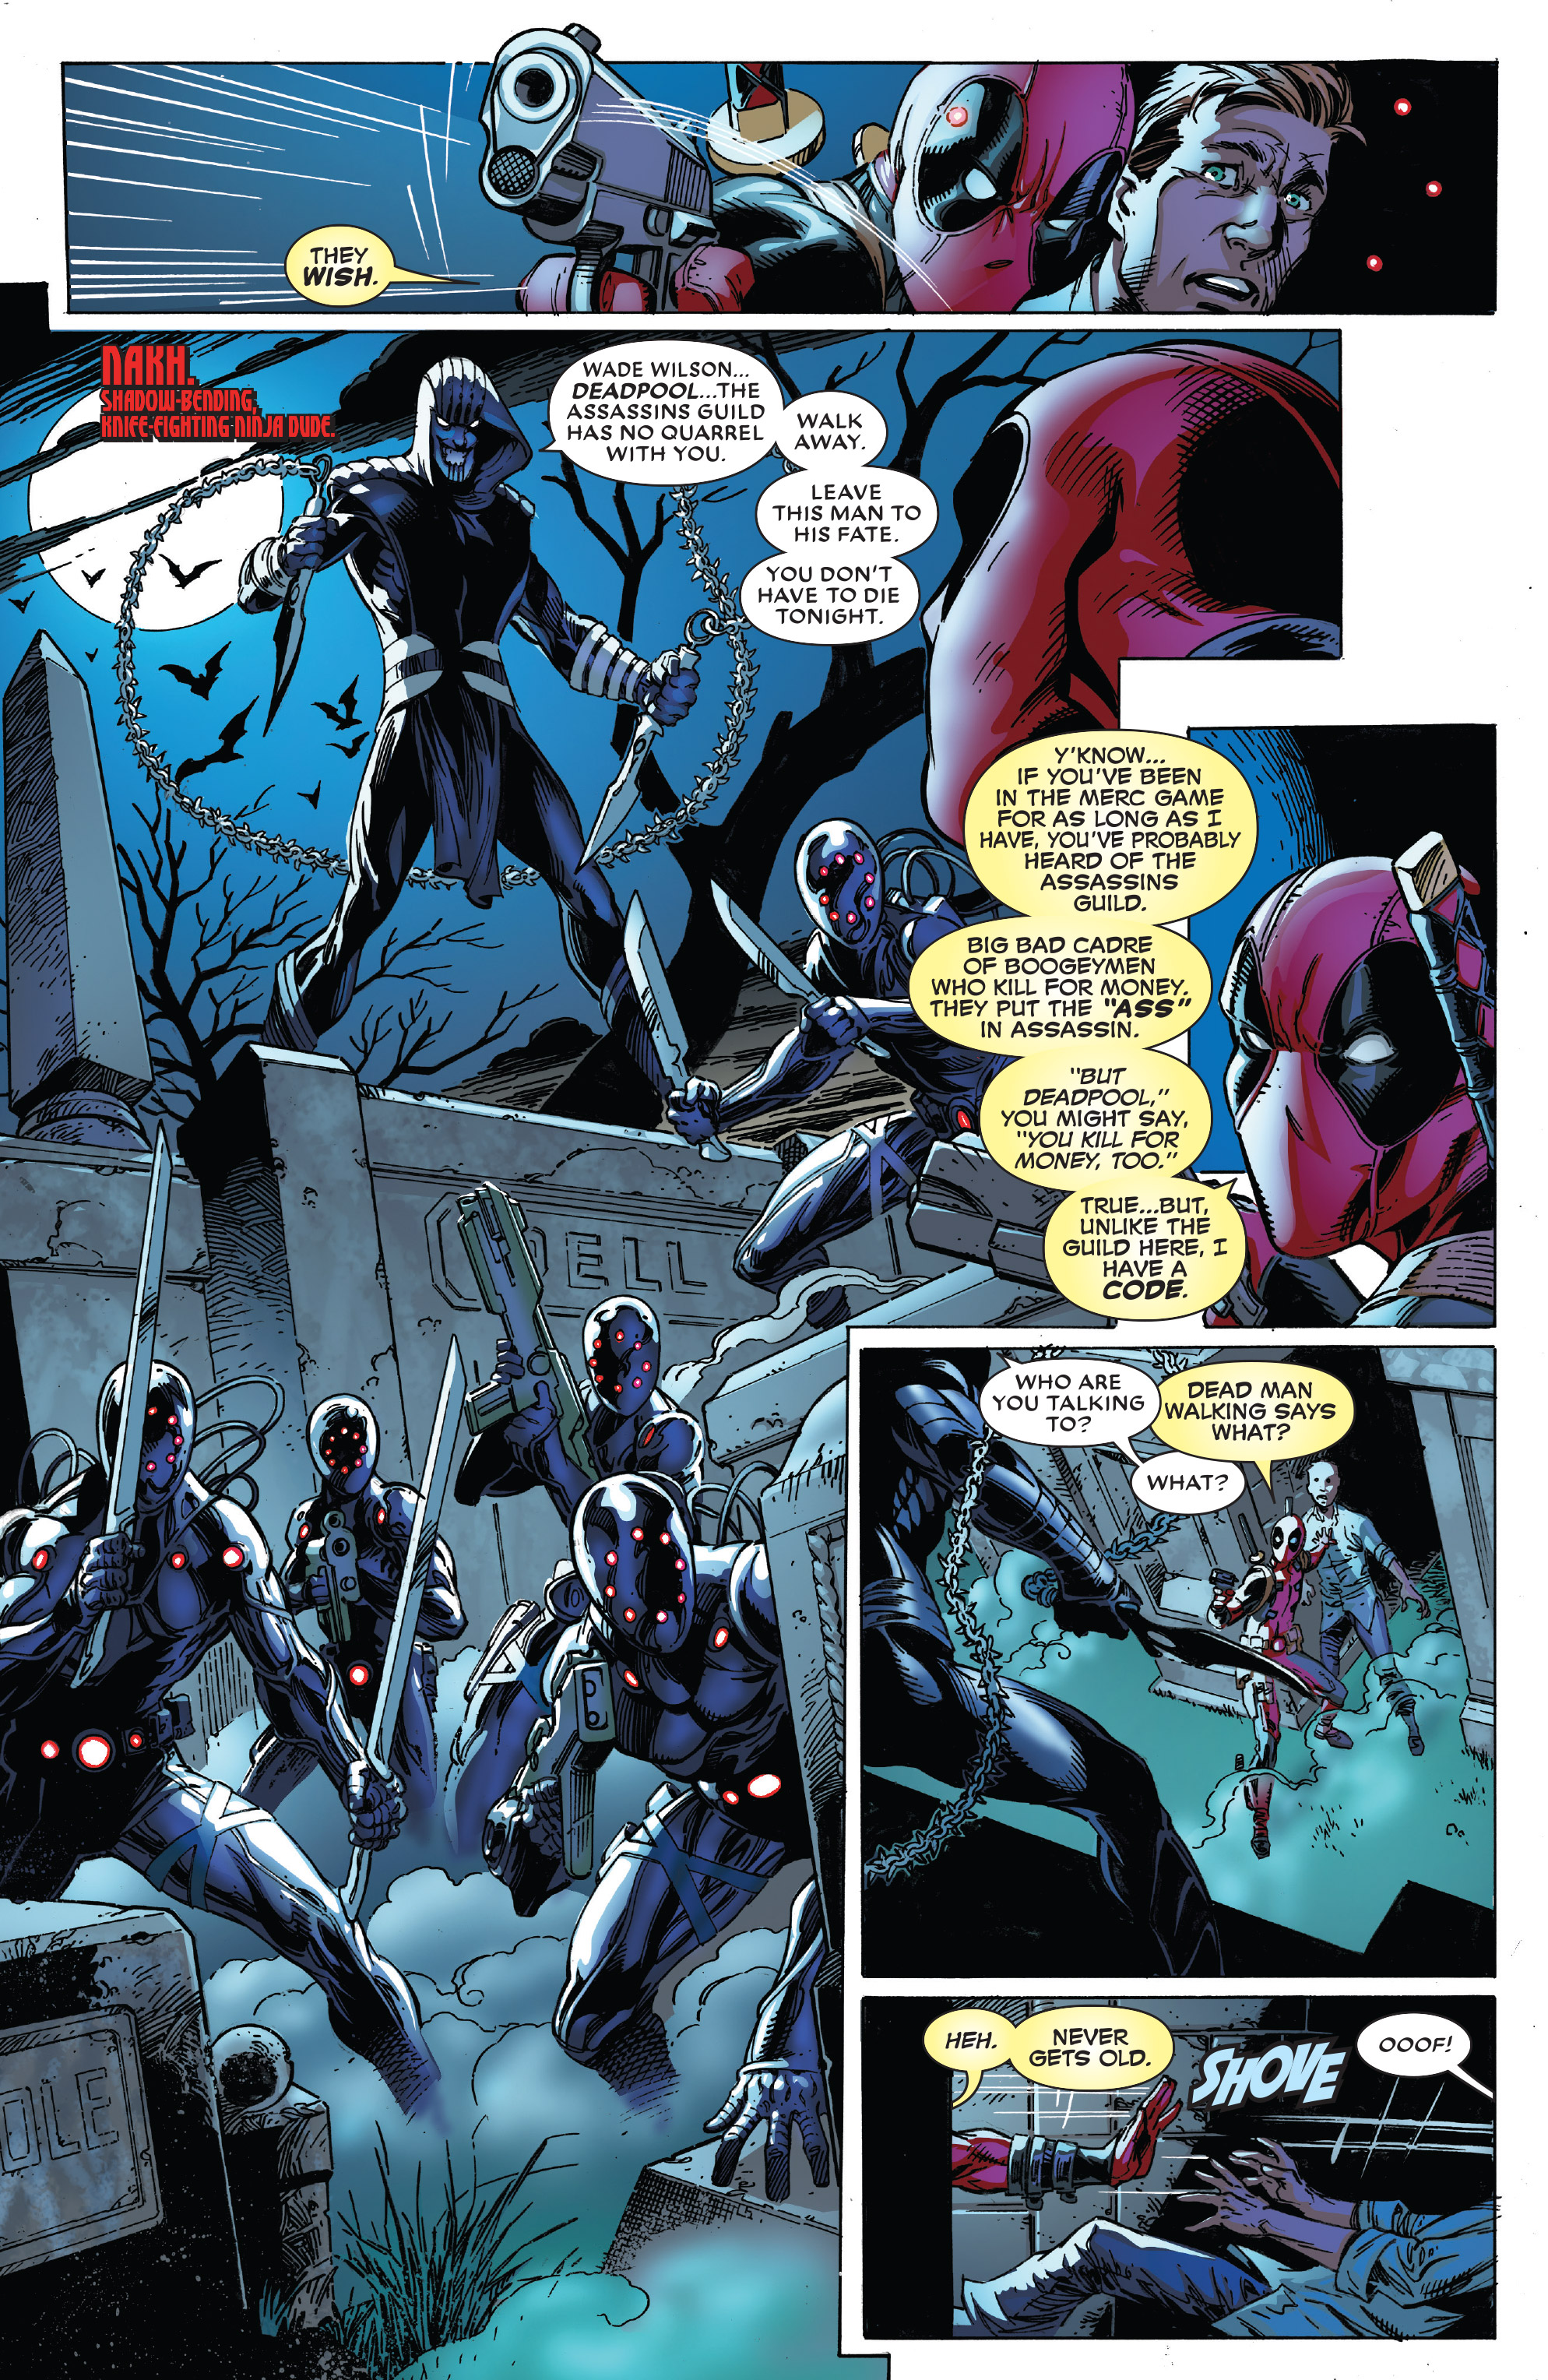 THEY
WISH.
NAKH.
SHADOW-BENDING,
KNIFE-FIGHTING NINJA DUDE.
WADE WILSON...
DEADPOOL...THE
ASSASSINS GUILD
HAS NO QUARREL
WITH YOU.
WALK
AWAY.
LEAVE
THIS MAN TO
HIS FATE.
YOU DON'T
HAVE TO DIE
TONIGHT.
Y'KNOW...
IF YOU'VE BEEN
IN THE MERC GAME
FOR AS LONG AS I
HAVE, YOU'VE PROBABLY
HEARD OF THE
ASSASSINS
GUILD.
BIG BAD CADRE
OF BOOGEYMEN
WHO KILL FOR MONEY.
THEY PUT THE "ASS"
IN ASSASSIN.
"BUT
DEADPOOL,"
YOU MIGHT SAY,
"YOU KILL FOR
MONEY, TOO."
TRUE...BUT,
UNLIKE THE
GUILD HERE, I
HAVE A
CODE.
ELL
OLE
WHO ARE
YOU TALKING
TO?
DEAD MAN
WALKING SAYS
WHAT?
WHAT?
HEH.
NEVER
GETS OLD.
SHOVE
OOOF!